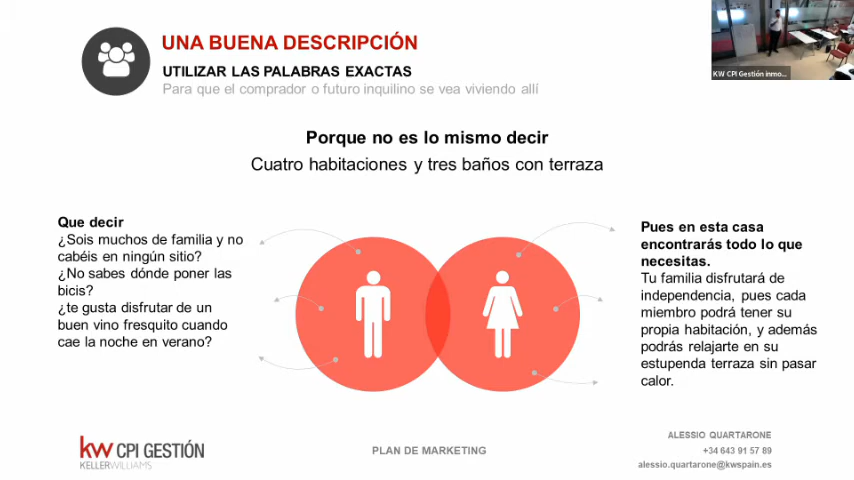 UNA BUENA DESCRIPCIÓN
UTILIZAR LAS PALABRAS EXACTAS
Para que el comprador o futuro inquilino se vea viviendo allí
KW CPI Gestión inmo...
Porque no es lo mismo decir
Cuatro habitaciones y tres baños con terraza
Que decir
¿Sois muchos de familia y no
cabéis en ningún sitio?
¿No sabes dónde poner las
bicis?
¿te gusta disfrutar de un
buen vino fresquito cuando
cae la noche en verano?
Pues en esta casa
encontrarás todo lo que
necesitas.
Tu familia disfrutará de
independencia, pues cada
miembro podrá tener su
propia habitación, y además
podrás relajarte en su
estupenda terraza sin pasar
calor.
kw CPI GESTIÓN
KELLERWILLIAMS
PLAN DE MARKETING
ALESSIO QUARTARONE
+34 643 91 57 89
alessio.quartarone@kwspain.es